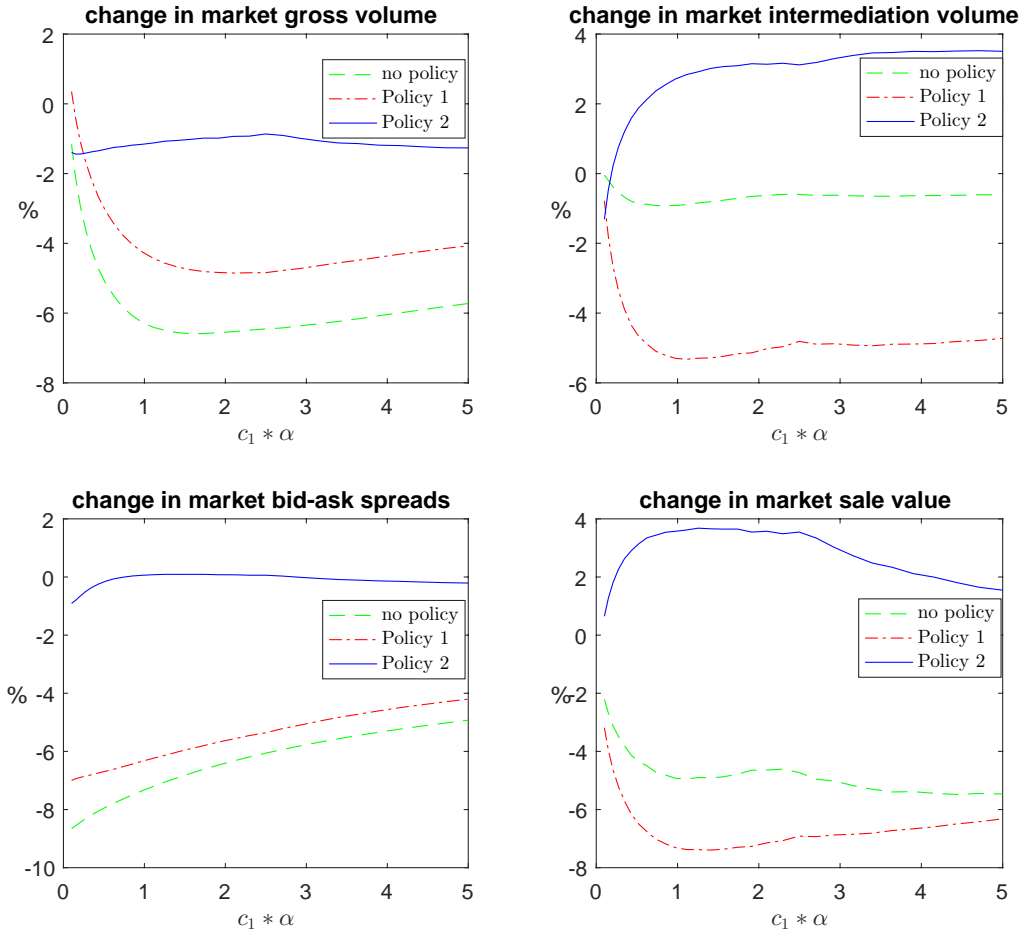 change in market gross volume
2
0
-2
-4
-6
-8
%
0 1 2 3 4 5
c₁ * α
no policy
Policy 1
Policy 2
change in market intermediation volume
4
2
0
-2
-4
-6
%
0 1 2 3 4 5
c₁ * α
no policy
Policy 1
Policy 2
change in market bid-ask spreads
2
0
-2
-4
-6
-8
-10
%
0 1 2 3 4 5
c₁ * α
no policy
Policy 1
Policy 2
change in market sale value
4
2
0
-2
-4
-6
-8
%
0 1 2 3 4 5
c₁ * α
no policy
Policy 1
Policy 2